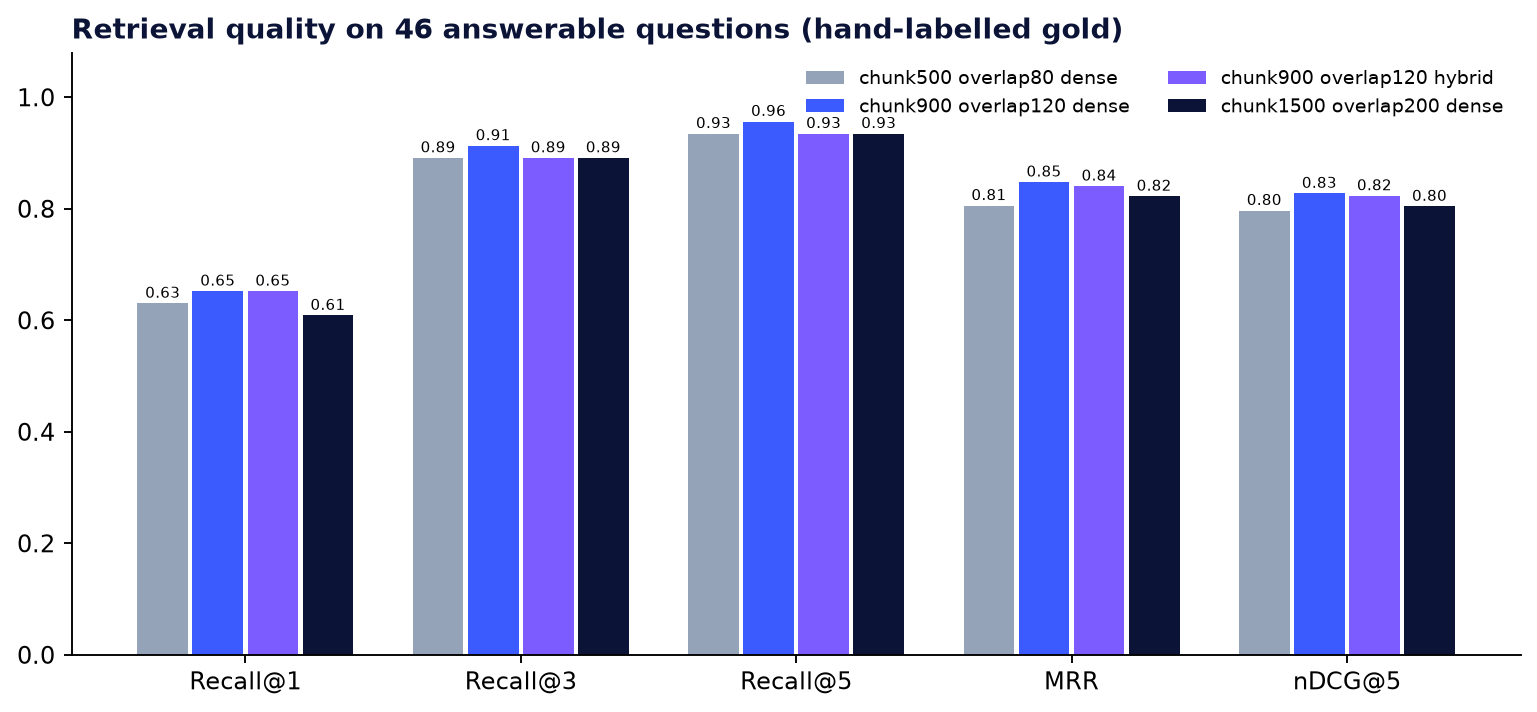 Retrieval quality on 46 answerable questions (hand-labelled gold)
chunk500 overlap80 dense
chunk900 overlap120 dense
chunk900 overlap120 hybrid
chunk1500 overlap200 dense
1.0
0.8
0.6
0.4
0.2
0.0
0.63 0.65 0.65 0.61
0.89 0.91 0.89 0.89
0.93 0.96 0.93 0.93
0.81 0.85 0.84 0.82
0.80 0.83 0.82 0.80
Recall@1 Recall@3 Recall@5 MRR nDCG@5